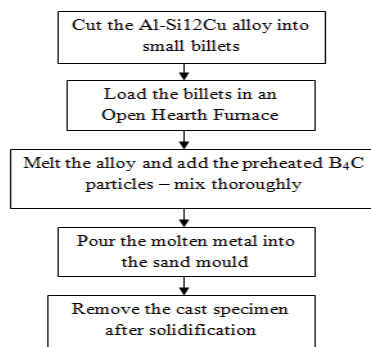 Cut the Al-Si12Cu alloy into
small billets
Load the billets in an
Open Hearth Furnace
Melt the alloy and add the preheated B₄C
particles – mix thoroughly
Pour the molten metal into
the sand mould
Remove the cast specimen
after solidification